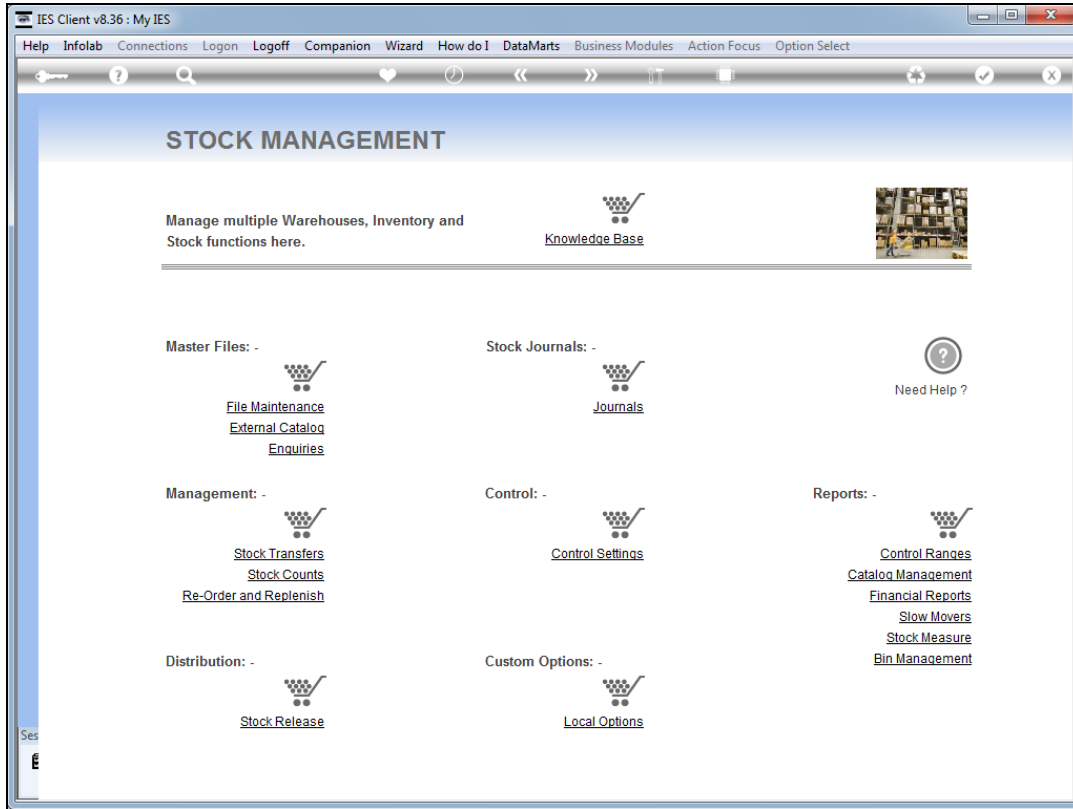 IES Client v8.36 : My IES
Help Infolab Connections Logon Logoff Companion Wizard How do I DataMarts Business Modules Action Focus Option Select
STOCK MANAGEMENT
Manage multiple Warehouses, Inventory and
Stock functions here.
Knowledge Base
Master Files: -
File Maintenance
External Catalog
Enquiries
Stock Journals: -
Journals
Need Help ?
Management: -
Stock Transfers
Stock Counts
Re-Order and Replenish
Control: -
Control Settings
Reports: -
Control Ranges
Catalog Management
Financial Reports
Slow Movers
Stock Measure
Bin Management
Distribution: -
Stock Release
Custom Options: -
Local Options
Ses